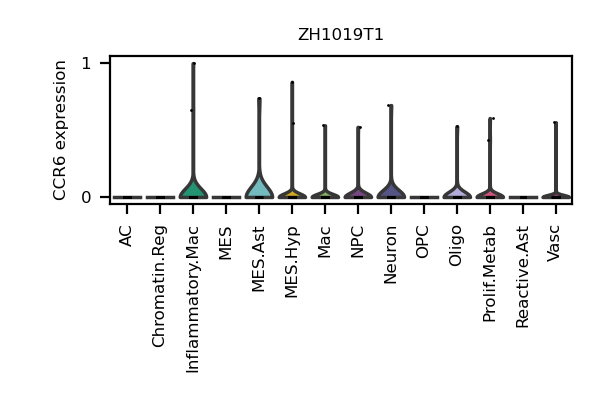 ZH1019T1
CCR6 expression
1
0
AC
Chromatin.Reg
Inflammatory.Mac
MES
MES.Ast
MES.Hyp
Mac
NPC
Neuron
OPC
Oligo
Prolif.Metab
Reactive.Ast
Vasc